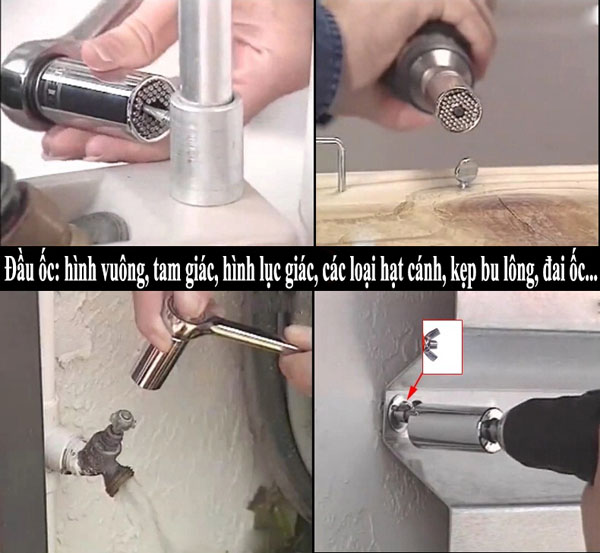 Đầu ốc: hình vuông, tam giác, hình lục giác, các loại hạt cánh, kẹp bu lông, đai ốc...